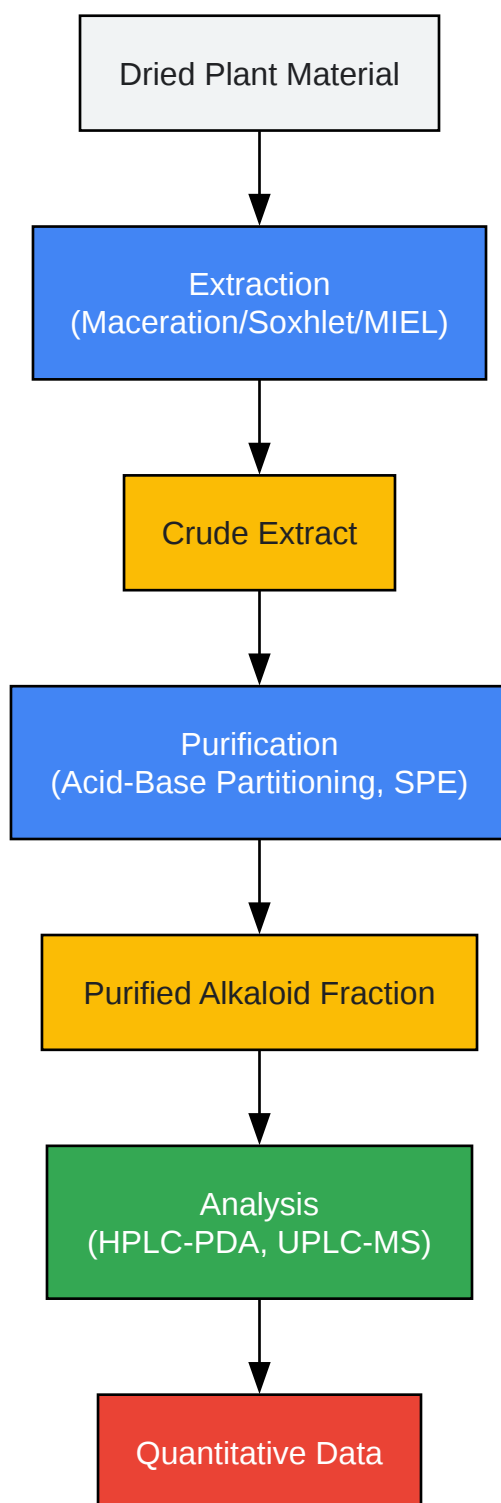 Dried Plant Material
Extraction
(Maceration/Soxhlet/MIEL)
Crude Extract
Purification
(Acid-Base Partitioning, SPE)
Purified Alkaloid Fraction
Analysis
(HPLC-PDA, UPLC-MS)
Quantitative Data